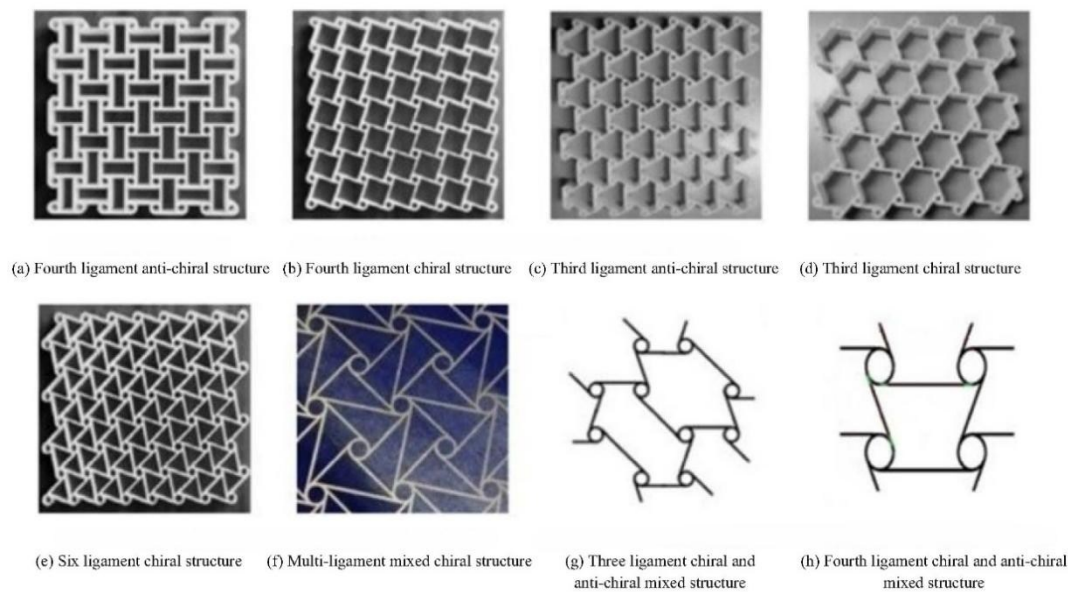 (a) Fourth ligament anti-chiral structure
(b) Fourth ligament chiral structure
(c) Third ligament anti-chiral structure
(d) Third ligament chiral structure
(e) Six ligament chiral structure
(f) Multi-ligament mixed chiral structure
(g) Three ligament chiral and
anti-chiral mixed structure
(h) Fourth ligament chiral and anti-chiral
mixed structure